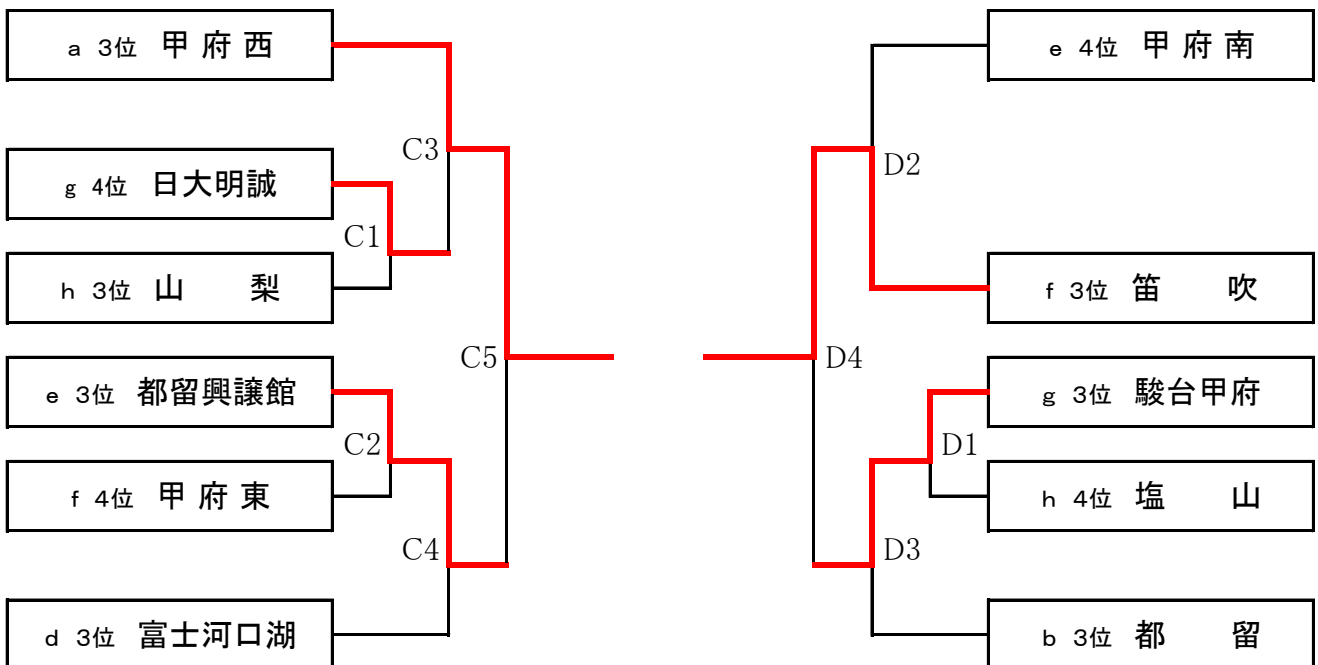 a 3位 甲府西
e 4位 甲府南
C3
D2
g 4位 日大明誠
C1
h 3位 山 梨
f 3位 笛 吹
C5
D4
e 3位 都留興譲館
g 3位 駿台甲府
C2
D1
f 4位 甲府東
h 4位 塩 山
C4
D3
d 3位 富士河口湖
b 3位 都 留